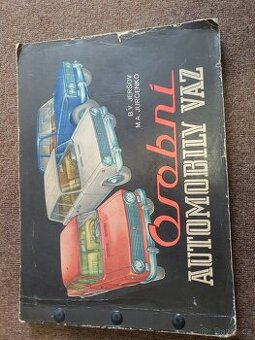 B.V. JERŠOV
M.A. JURČENKO
Osobní
AUTOMOBILY VAZ